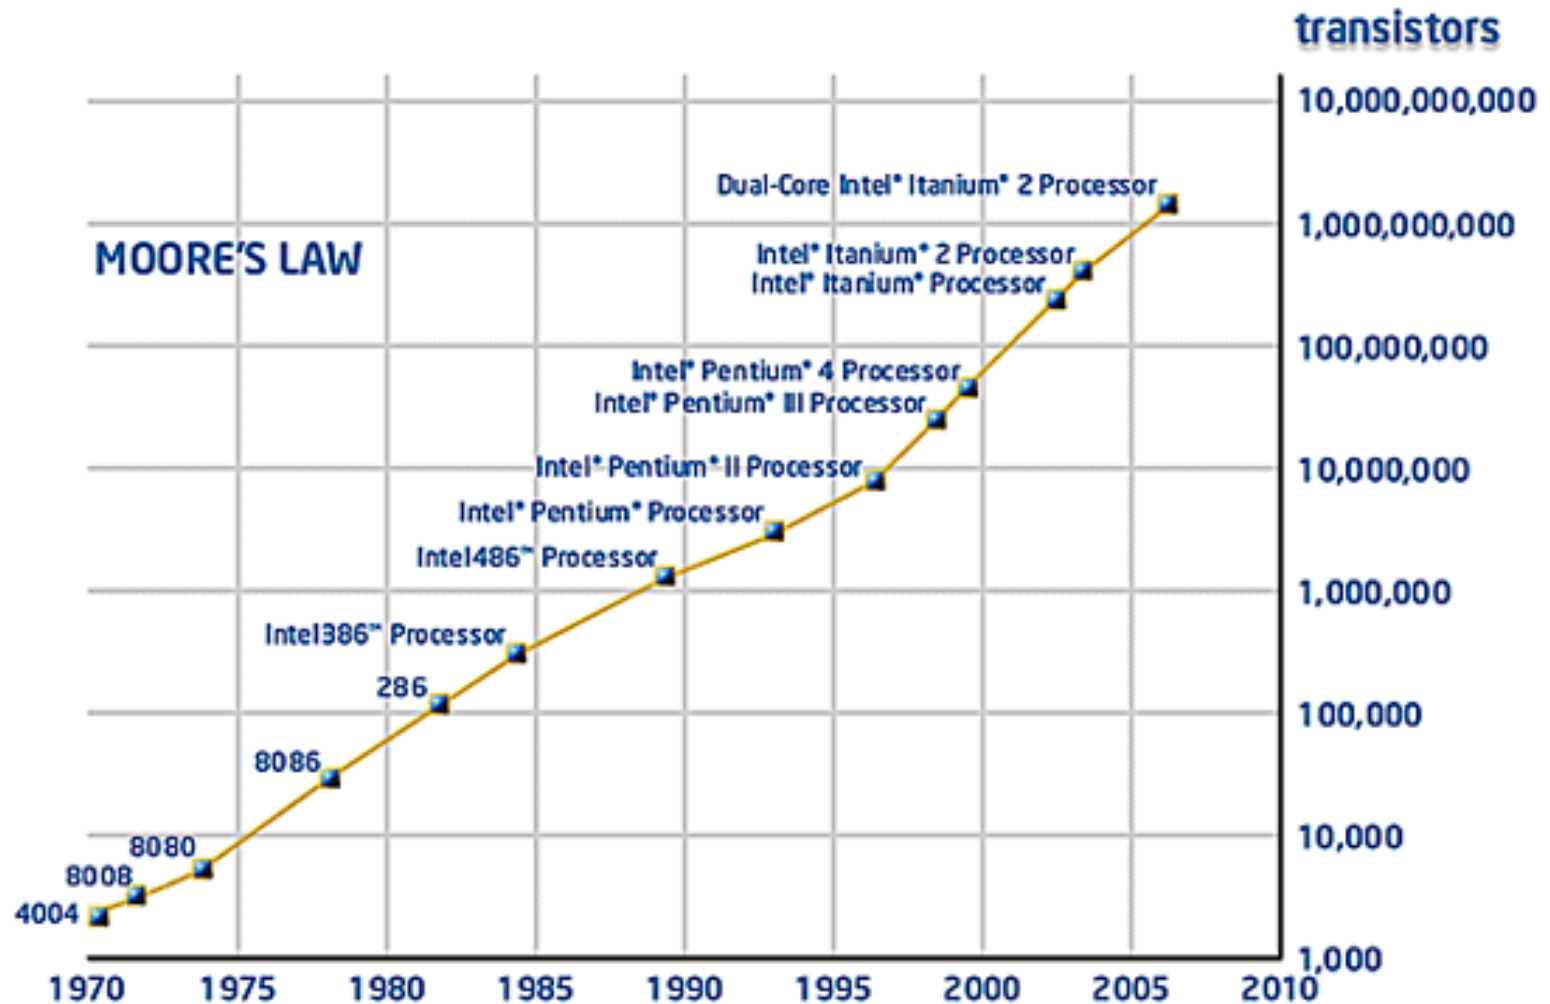 transistors
10,000,000,000
Dual-Core Intel® Itanium® 2 Processor
1,000,000,000
MOORE'S LAW
Intel® Itanium® 2 Processor
Intel® Itanium® Processor
100,000,000
Intel® Pentium® 4 Processor
Intel® Pentium® III Processor
Intel® Pentium® II Processor
10,000,000
Intel® Pentium® Processor
Intel486™ Processor
1,000,000
Intel386™ Processor
286
100,000
8086
10,000
8080
8008
4004
1,000
1970 1975 1980 1985 1990 1995 2000 2005 2010